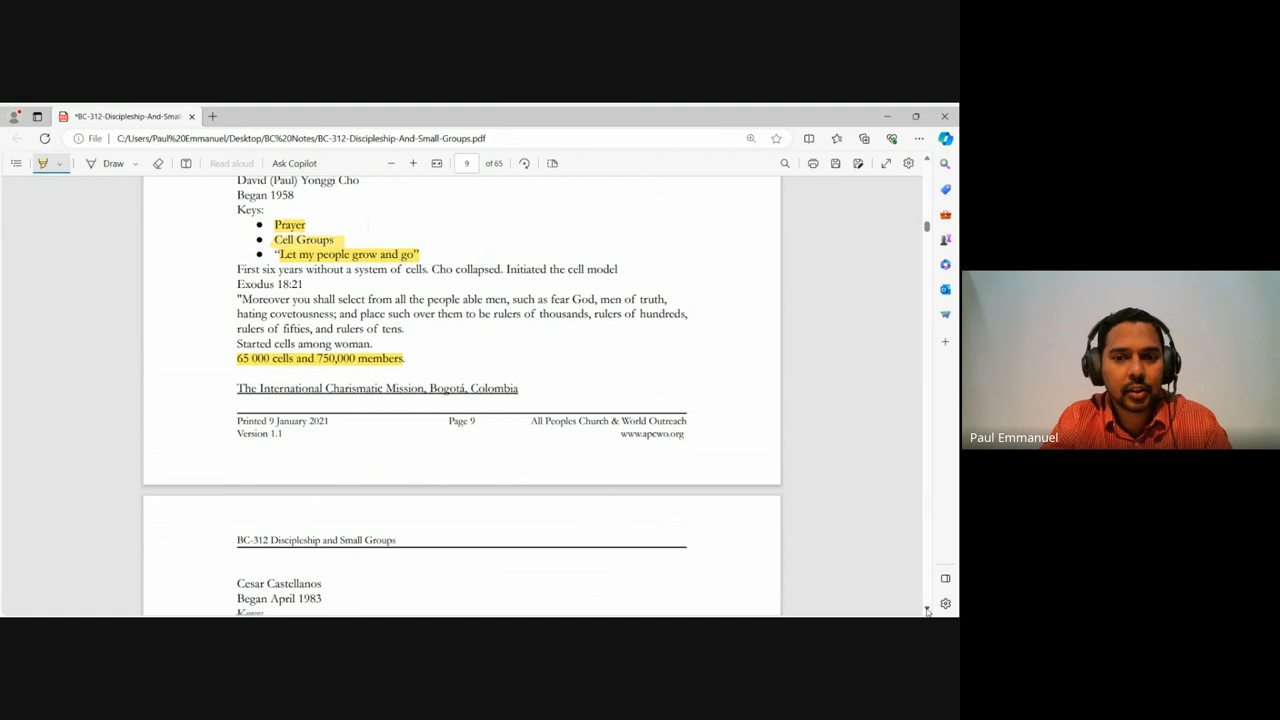 *BC-312-Discipleship-And-Small-
File
C:/Users/Paul%20Emmanuel/Desktop/BC%20Notes/BC-312-Discipleship-And-Small-Groups.pdf
Draw
Read aloud
Ask Copilot
9
of 65
David (Paul) Yonggi Cho
Began 1958
Keys:
● Prayer
● Cell Groups
● “Let my people grow and go”
First six years without a system of cells. Cho collapsed. Initiated the cell model
Exodus 18:21
"Moreover you shall select from all the people able men, such as fear God, men of truth,
hating covetousness; and place such over them to be rulers of thousands, rulers of hundreds,
rulers of fifties, and rulers of tens.
Started cells among woman.
65 000 cells and 750,000 members.
The International Charismatic Mission, Bogotá, Colombia
Printed 9 January 2021
Page 9
All Peoples Church & World Outreach
Version 1.1
www.apcwo.org
BC-312 Discipleship and Small Groups
Cesar Castellanos
Began April 1983
Keys:
Paul Emmanuel